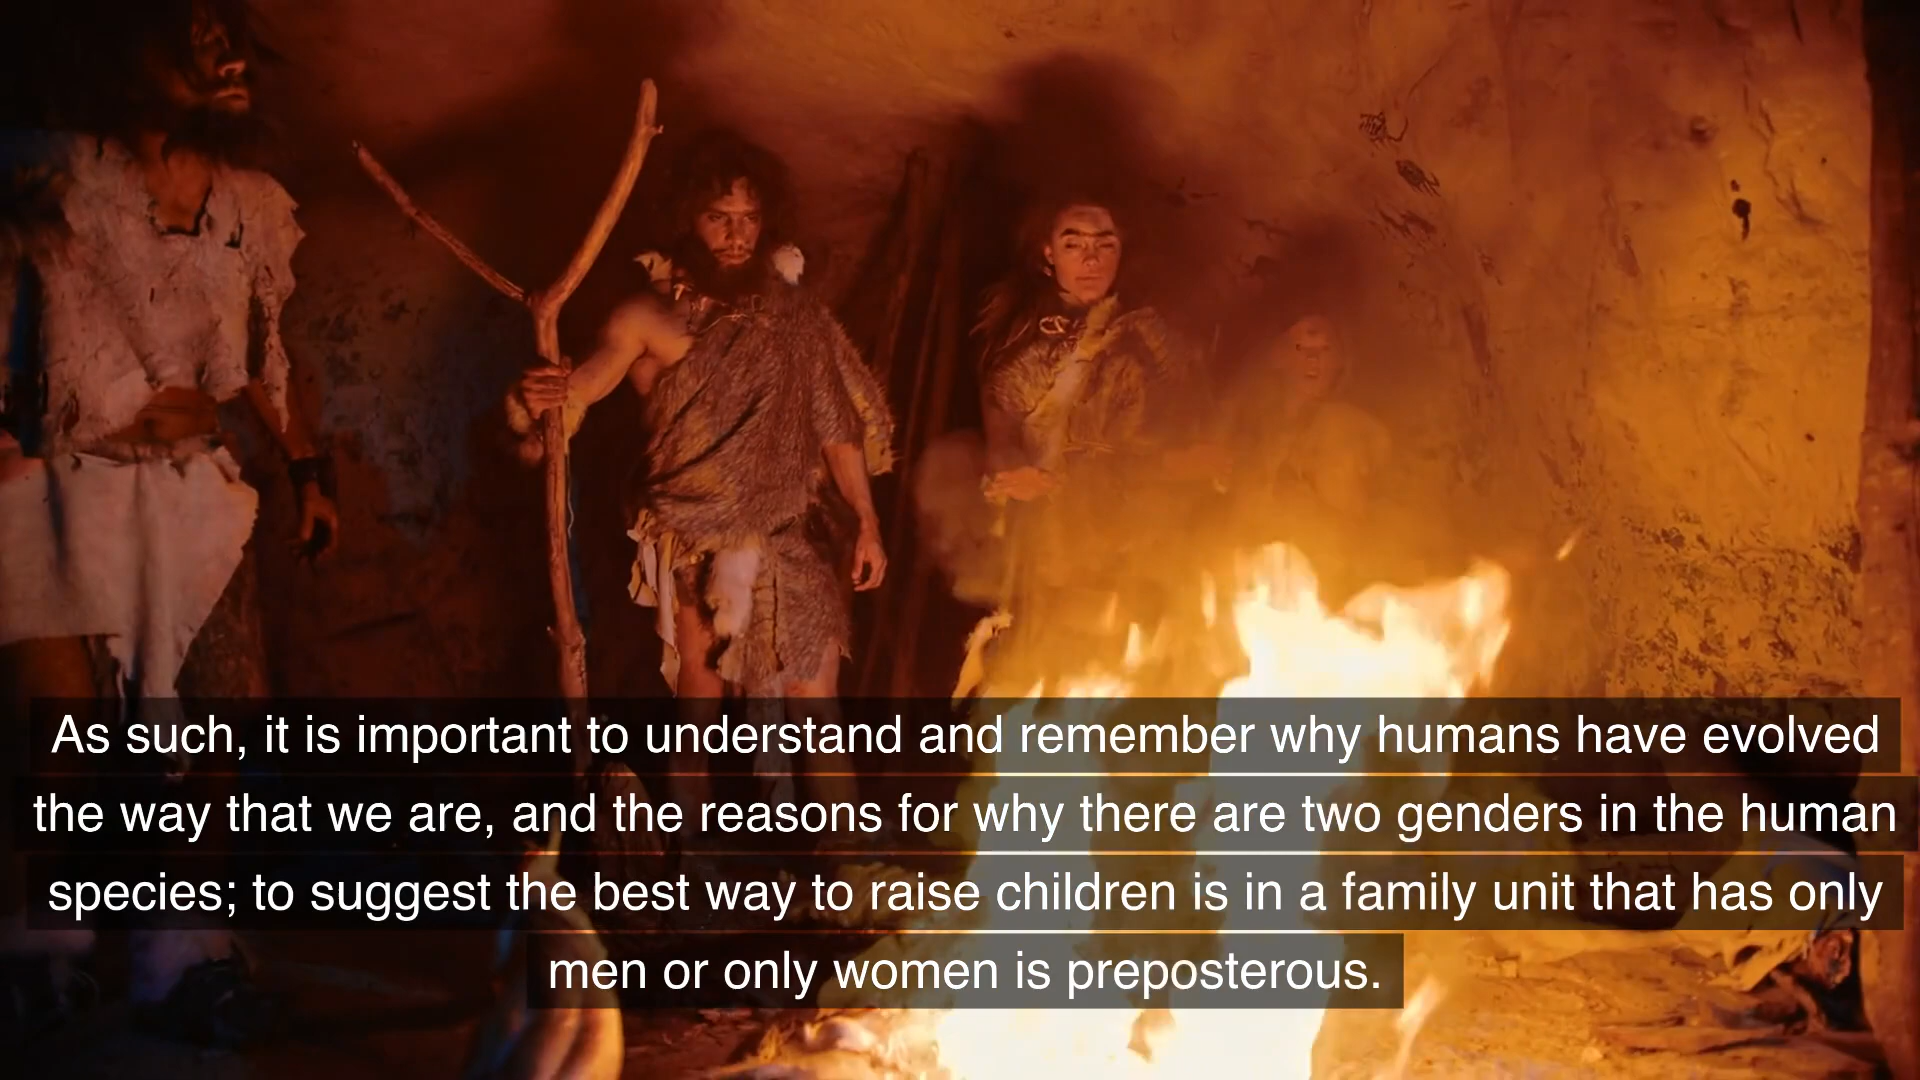 As such, it is important to understand and remember why humans have evolved
the way that we are, and the reasons for why there are two genders in the human
species; to suggest the best way to raise children is in a family unit that has only
men or only women is preposterous.